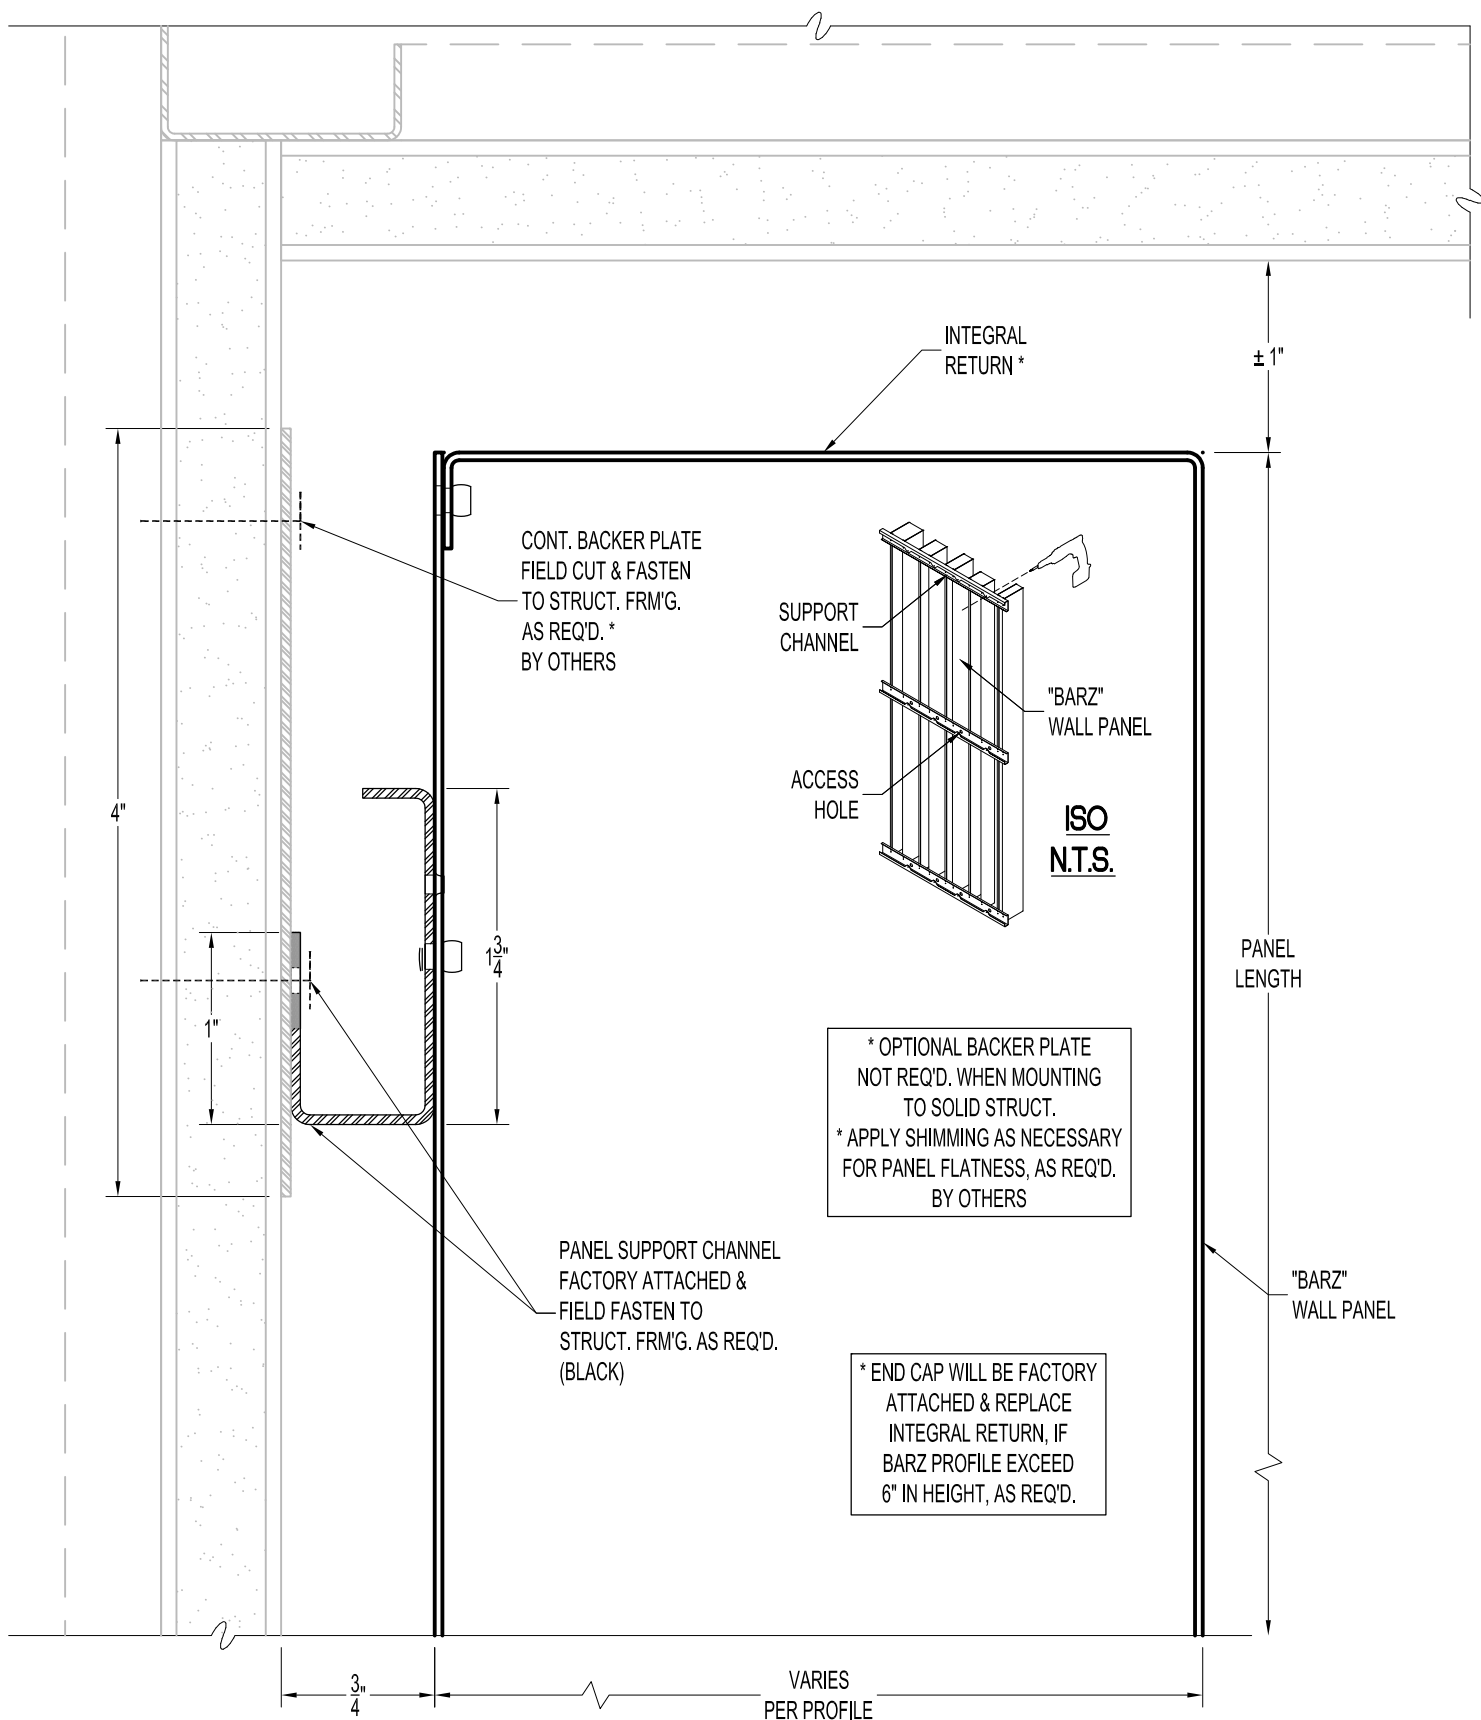 INTEGRAL
RETURN *
± 1"
CONT. BACKER PLATE
FIELD CUT & FASTEN
TO STRUCT. FRM'G.
AS REQ'D. *
BY OTHERS
SUPPORT
CHANNEL
"BARZ"
WALL PANEL
ACCESS
HOLE
ISO
N.T.S.
4"
1 3/4"
1"
PANEL
LENGTH
* OPTIONAL BACKER PLATE
NOT REQ'D. WHEN MOUNTING
TO SOLID STRUCT.
* APPLY SHIMMING AS NECESSARY
FOR PANEL FLATNESS, AS REQ'D.
BY OTHERS
PANEL SUPPORT CHANNEL
FACTORY ATTACHED &
FIELD FASTEN TO
STRUCT. FRM'G. AS REQ'D.
(BLACK)
"BARZ"
WALL PANEL
* END CAP WILL BE FACTORY
ATTACHED & REPLACE
INTEGRAL RETURN, IF
BARZ PROFILE EXCEED
6" IN HEIGHT, AS REQ'D.
3/4"
VARIES
PER PROFILE